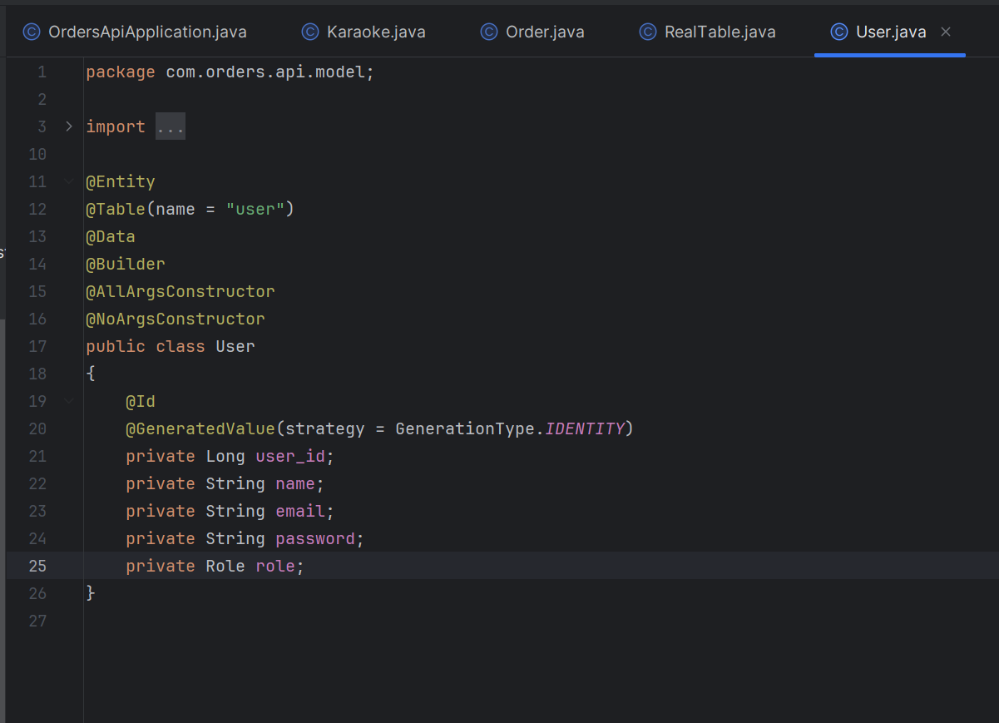 OrdersApiApplication.java Karaoke.java Order.java RealTable.java User.java
1 package com.orders.api.model;
2
3 import ...
10
11 @Entity
12 @Table(name = "user")
13 @Data
14 @Builder
15 @AllArgsConstructor
16 @NoArgsConstructor
17 public class User
18 {
19 @Id
20 @GeneratedValue(strategy = GenerationType.IDENTITY)
21 private Long user_id;
22 private String name;
23 private String email;
24 private String password;
25 private Role role;
26 }
27